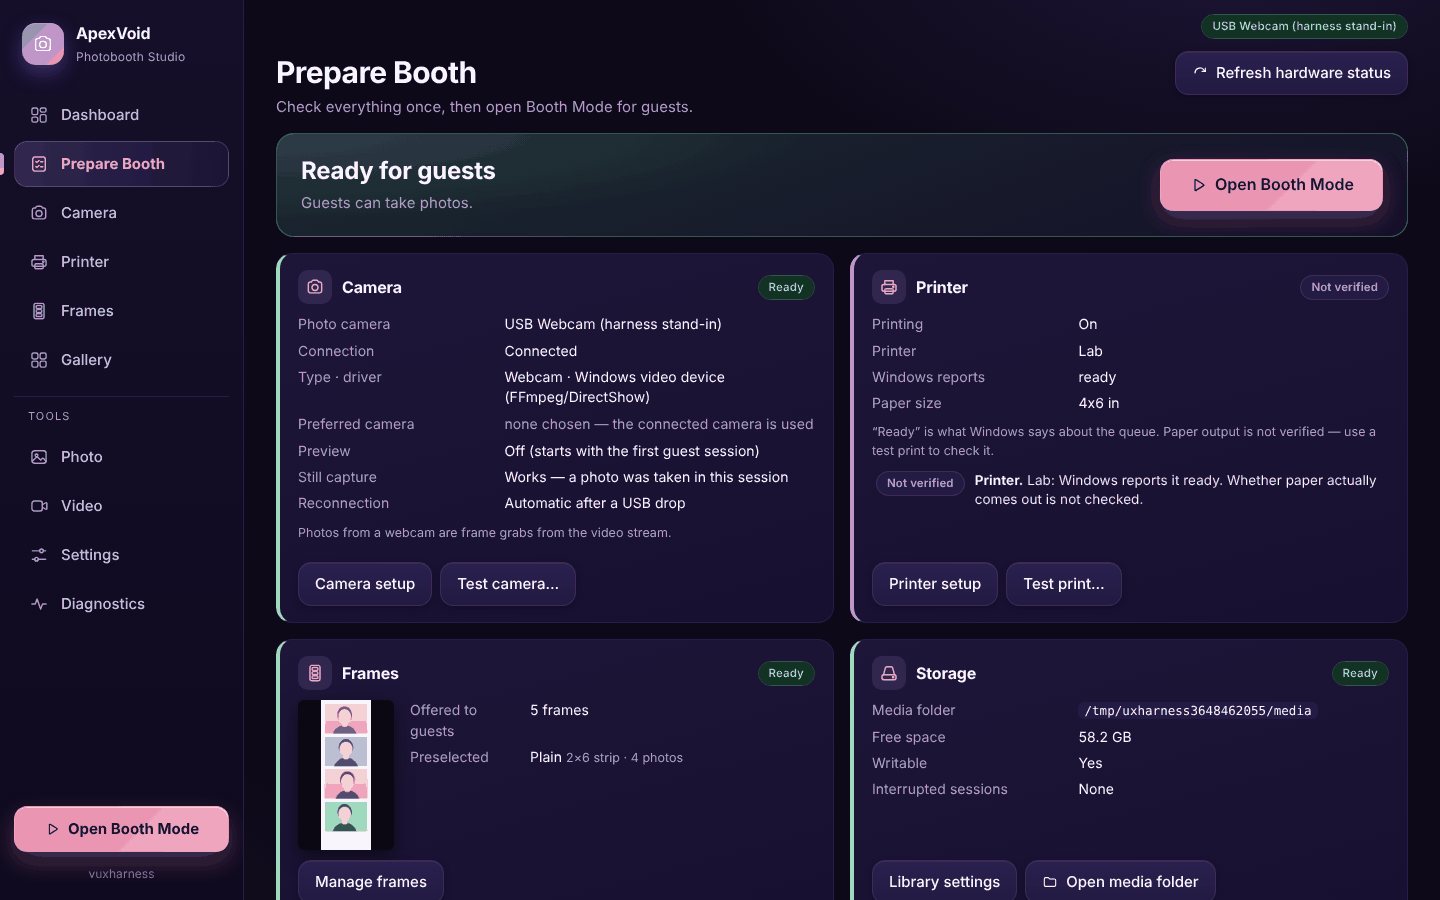 ApexVoid
Photobooth Studio
Dashboard
Prepare Booth
Camera
Printer
Frames
Gallery
TOOLS
Photo
Video
Settings
Diagnostics
Open Booth Mode
vuxharness
USB Webcam (harness stand-in)
Prepare Booth
Refresh hardware status
Check everything once, then open Booth Mode for guests.
Ready for guests
Guests can take photos.
Open Booth Mode
Camera
Ready
Photo camera USB Webcam (harness stand-in)
Connection Connected
Type · driver Webcam · Windows video device
(FFmpeg/DirectShow)
Preferred camera none chosen — the connected camera is used
Preview Off (starts with the first guest session)
Still capture Works — a photo was taken in this session
Reconnection Automatic after a USB drop
Photos from a webcam are frame grabs from the video stream.
Camera setup
Test camera...
Printer
Not verified
Printing On
Printer Lab
Windows reports ready
Paper size 4x6 in
“Ready” is what Windows says about the queue. Paper output is not verified — use a
test print to check it.
Not verified
Printer. Lab: Windows reports it ready. Whether paper actually
comes out is not checked.
Printer setup
Test print...
Frames
Ready
Offered to 5 frames
guests
Preselected Plain 2×6 strip · 4 photos
Manage frames
Storage
Ready
Media folder /tmp/uxharness3648462055/media
Free space 58.2 GB
Writable Yes
Interrupted sessions None
Library settings
Open media folder